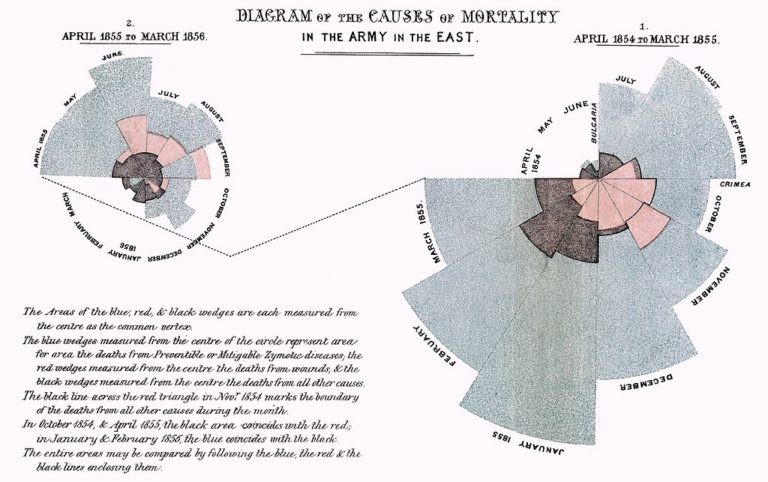 DIAGRAM OF THE CAUSES OF MORTALITY
IN THE ARMY IN THE EAST.
2.
APRIL 1855 TO MARCH 1856.
1.
APRIL 1854 TO MARCH 1855.
APRIL 1855
MAY
JUNE
JULY
AUGUST
SEPTEMBER
OCTOBER
NOVEMBER
DECEMBER
JANUARY 1856
FEBRUARY
MARCH
APRIL 1854
MAY
JUNE
BULGARIA
JULY
AUGUST
SEPTEMBER
CRIMEA
OCTOBER
NOVEMBER
DECEMBER
JANUARY 1855
FEBRUARY
MARCH 1855.
The Areas of the blue, red, & black wedges are each measured from
the centre as the common vertex.
The blue wedges measured from the centre of the circle represent area
for area the deaths from Preventible or Mitigable Zymotic diseases, the
red wedges measured from the centre the deaths from wounds, & the
black wedges measured from the centre the deaths from all other causes.
The black line across the red triangle in Novr. 1854 marks the boundary
of the deaths from all other causes during the month.
In October 1854, & April 1855, the black area coincides with the red;
in January & February 1856, the blue coincides with the black.
The entire areas may be compared by following the blue, the red & the
black lines enclosing them.